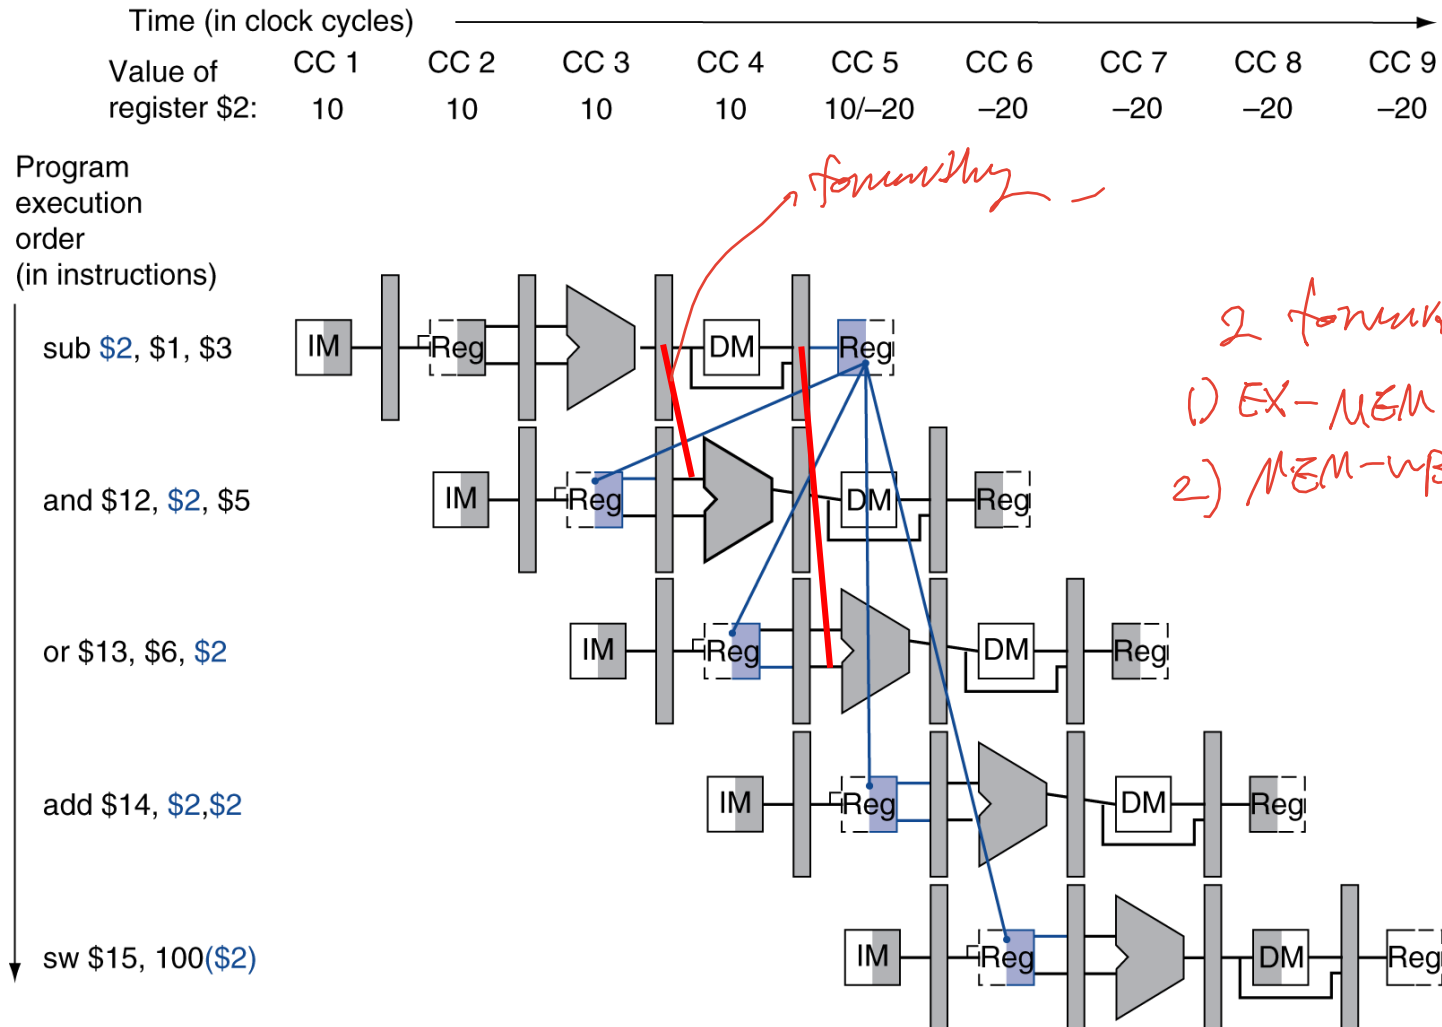 Time (in clock cycles)
CC 1 CC 2 CC 3 CC 4 CC 5 CC 6 CC 7 CC 8 CC 9
Value of
register $2: 10 10 10 10 10/–20 –20 –20 –20 –20
Program
execution
order
(in instructions)
sub $2, $1, $3 IM Reg DM Reg
2
1) EX-MEM
and $12, $2, $5 IM Reg DM Reg
2) MEM-WB
or $13, $6, $2 IM Reg DM Reg
add $14, $2,$2 IM Reg DM Reg
sw $15, 100($2) IM Reg DM Reg